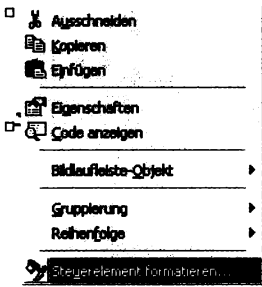 Ausschneiden
Kopieren
Einfügen
Eigenschaften
Code anzeigen
Bildlaufleiste-Objekt
Gruppierung
Reihenfolge
Steuerelement formatieren...